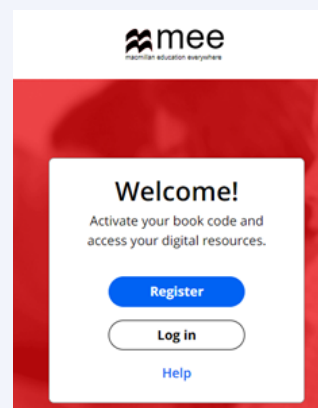 mee
macmillan education everywhere
Welcome!
Activate your book code and
access your digital resources.
Register
Log in
Help